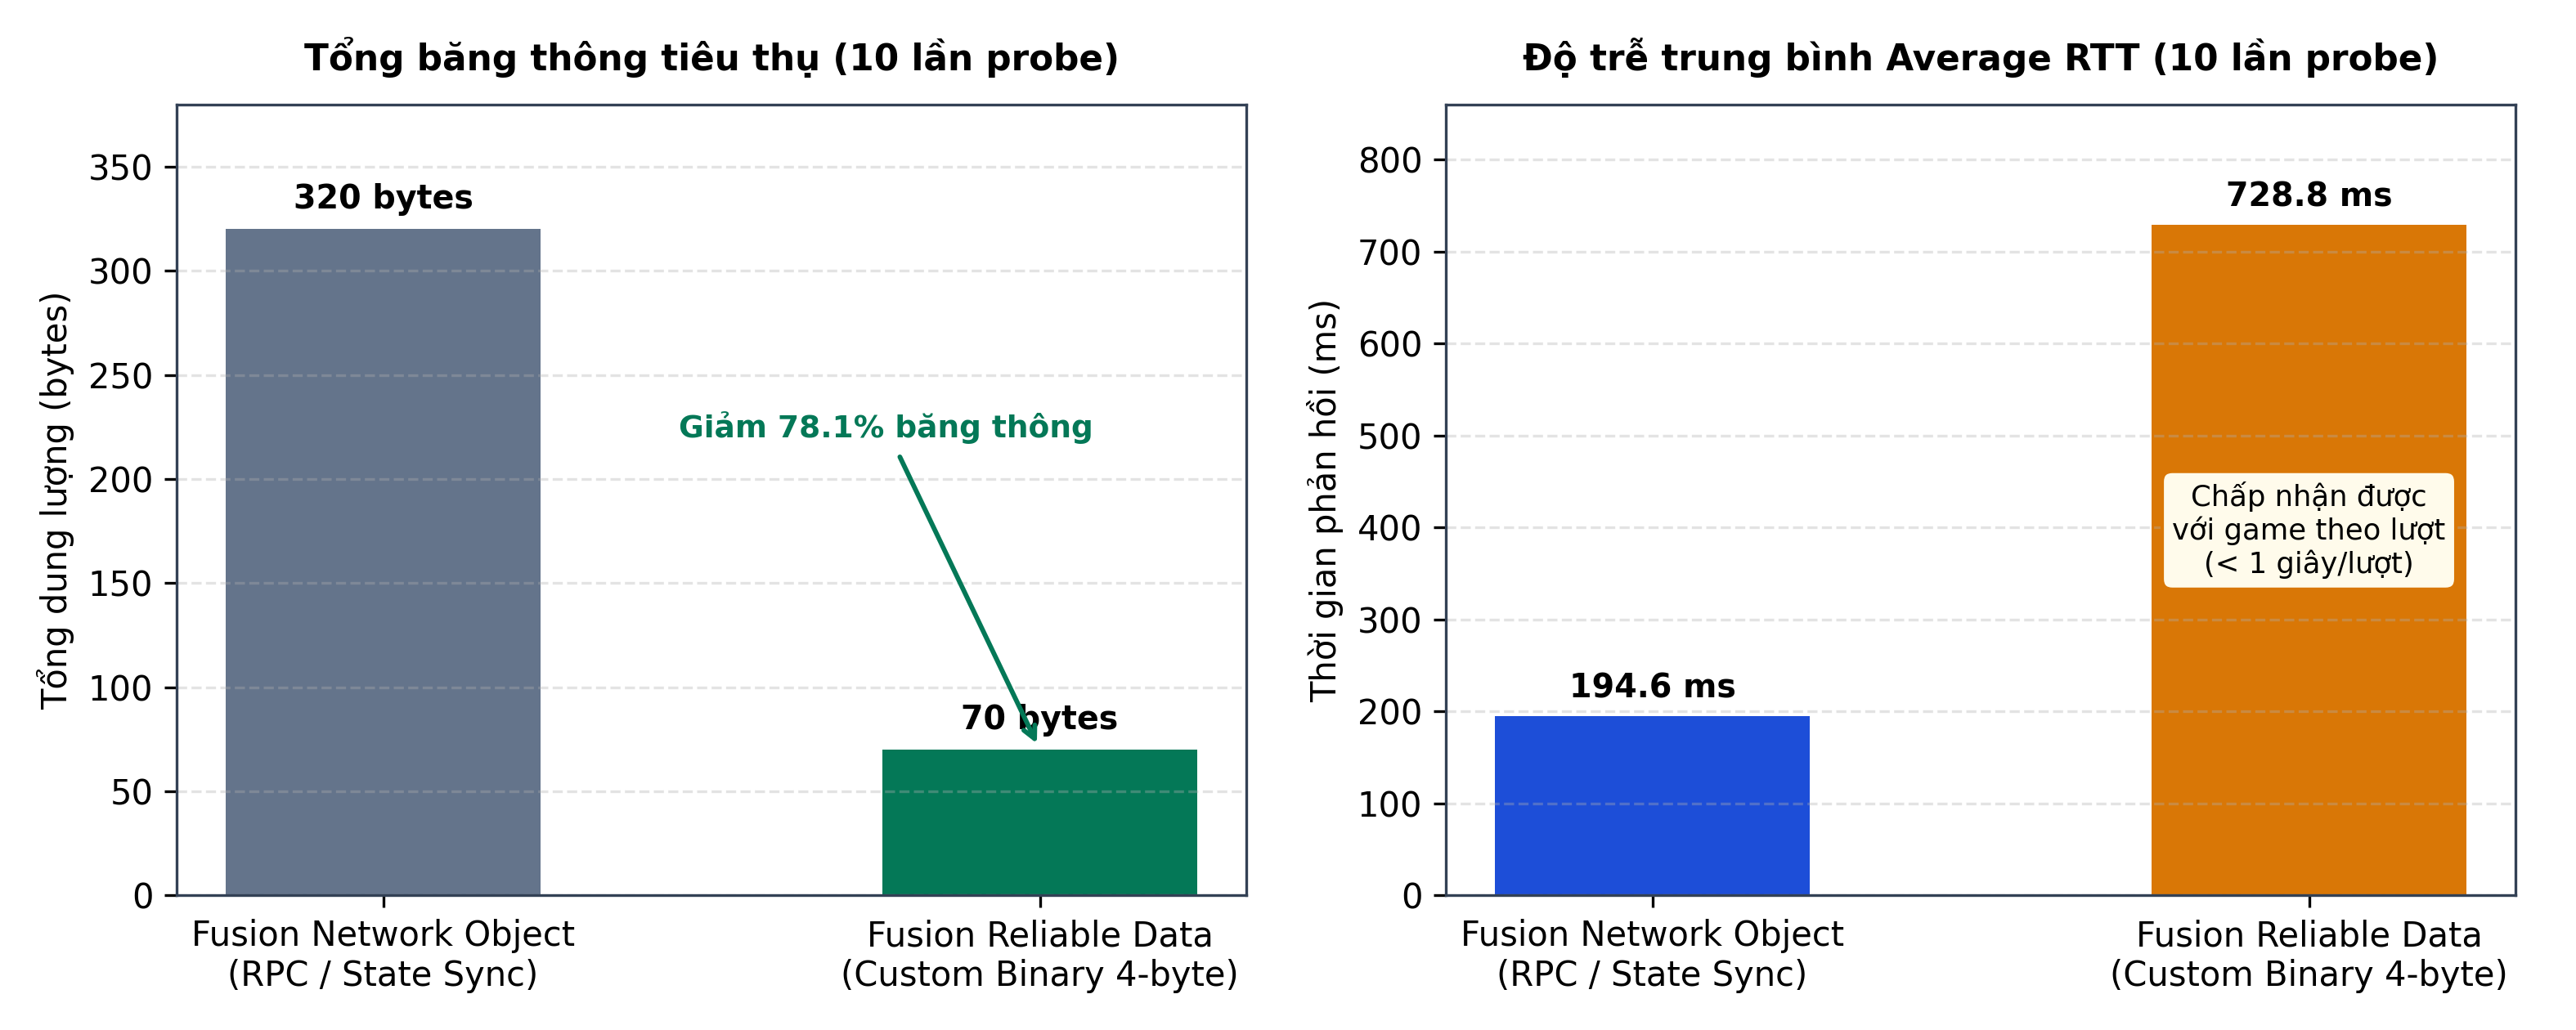 Tổng băng thông tiêu thụ (10 lần probe)
Tổng dung lượng (bytes)
350
300
250
200
150
100
50
0
320 bytes
Giảm 78.1% băng thông
70 bytes
Fusion Network Object
(RPC / State Sync)
Fusion Reliable Data
(Custom Binary 4-byte)
Độ trễ trung bình Average RTT (10 lần probe)
Thời gian phản hồi (ms)
800
700
600
500
400
300
200
100
0
728.8 ms
Chấp nhận được
với game theo lượt
(< 1 giây/lượt)
194.6 ms
Fusion Network Object
(RPC / State Sync)
Fusion Reliable Data
(Custom Binary 4-byte)